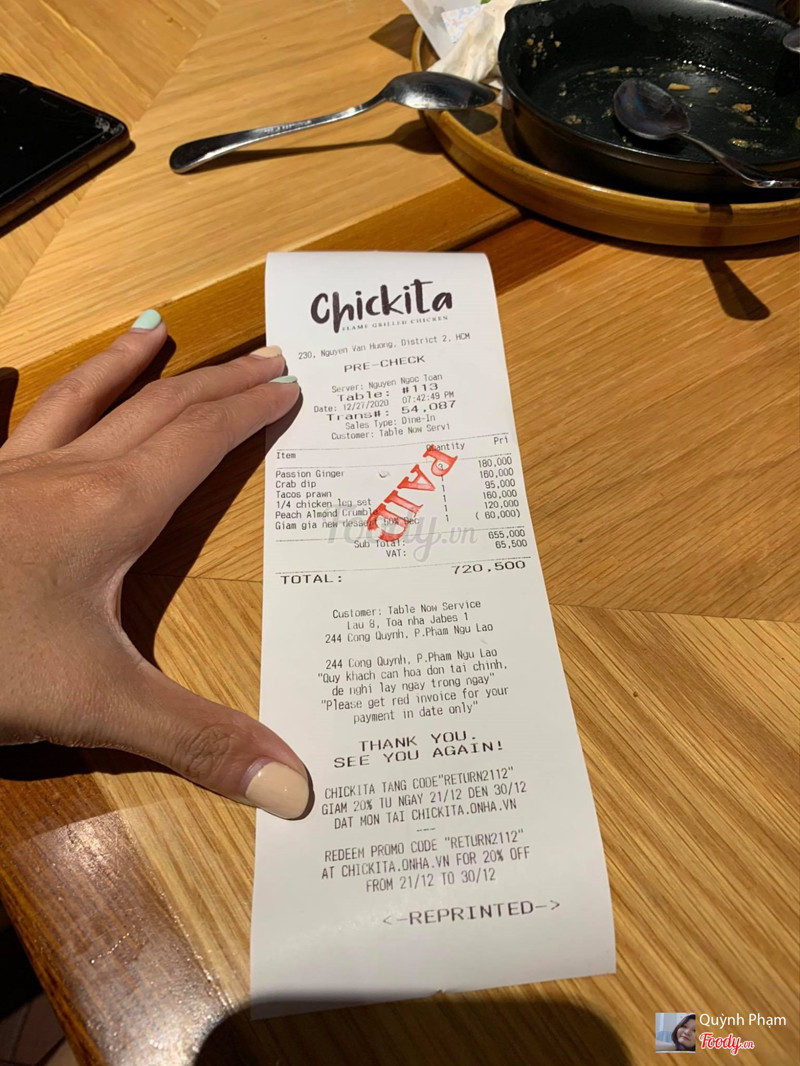 Chickita
FLAME GRILLED CHICKEN
230, Nguyen Van Huong, District 2, HCM
PRE-CHECK
Server: Nguyen Ngoc Toan
Table: #113
Date: 12/27/2020 07:42:49 PM
Trans#: 54,087
Sales Type: Dine-In
Customer: Table Now Servi
Item Quantity Pri
Passion Ginger 3 180,000
Crab dip 160,000
Tacos prawn 1 95,000
1/4 chicken leg set 1 160,000
Peach Almond Crumble 1 120,000
Giam gia new dessert 50% Dec 1 ( 60,000)
PAID
Sub Total: 655,000
VAT: 65,500
TOTAL: 720,500
Foody.vn
Customer: Table Now Service
Lau 8, Toa nha Jabes 1
244 Cong Quynh, P.Pham Ngu Lao
244 Cong Quynh, P.Pham Ngu Lao
"Quy khach can hoa don tai chinh,
de nghi lay ngay trong ngay"
"Please get red invoice for your
payment in date only"
THANK YOU.
SEE YOU AGAIN!
CHICKITA TANG CODE"RETURN2112"
GIAM 20% TU NGAY 21/12 DEN 30/12
DAT MON TAI CHICKITA.ONHA.VN
---
REDEEM PROMO CODE "RETURN2112"
AT CHICKITA.ONHA.VN FOR 20% OFF
FROM 21/12 TO 30/12
<-REPRINTED->
Quỳnh Phạm
Foody.vn